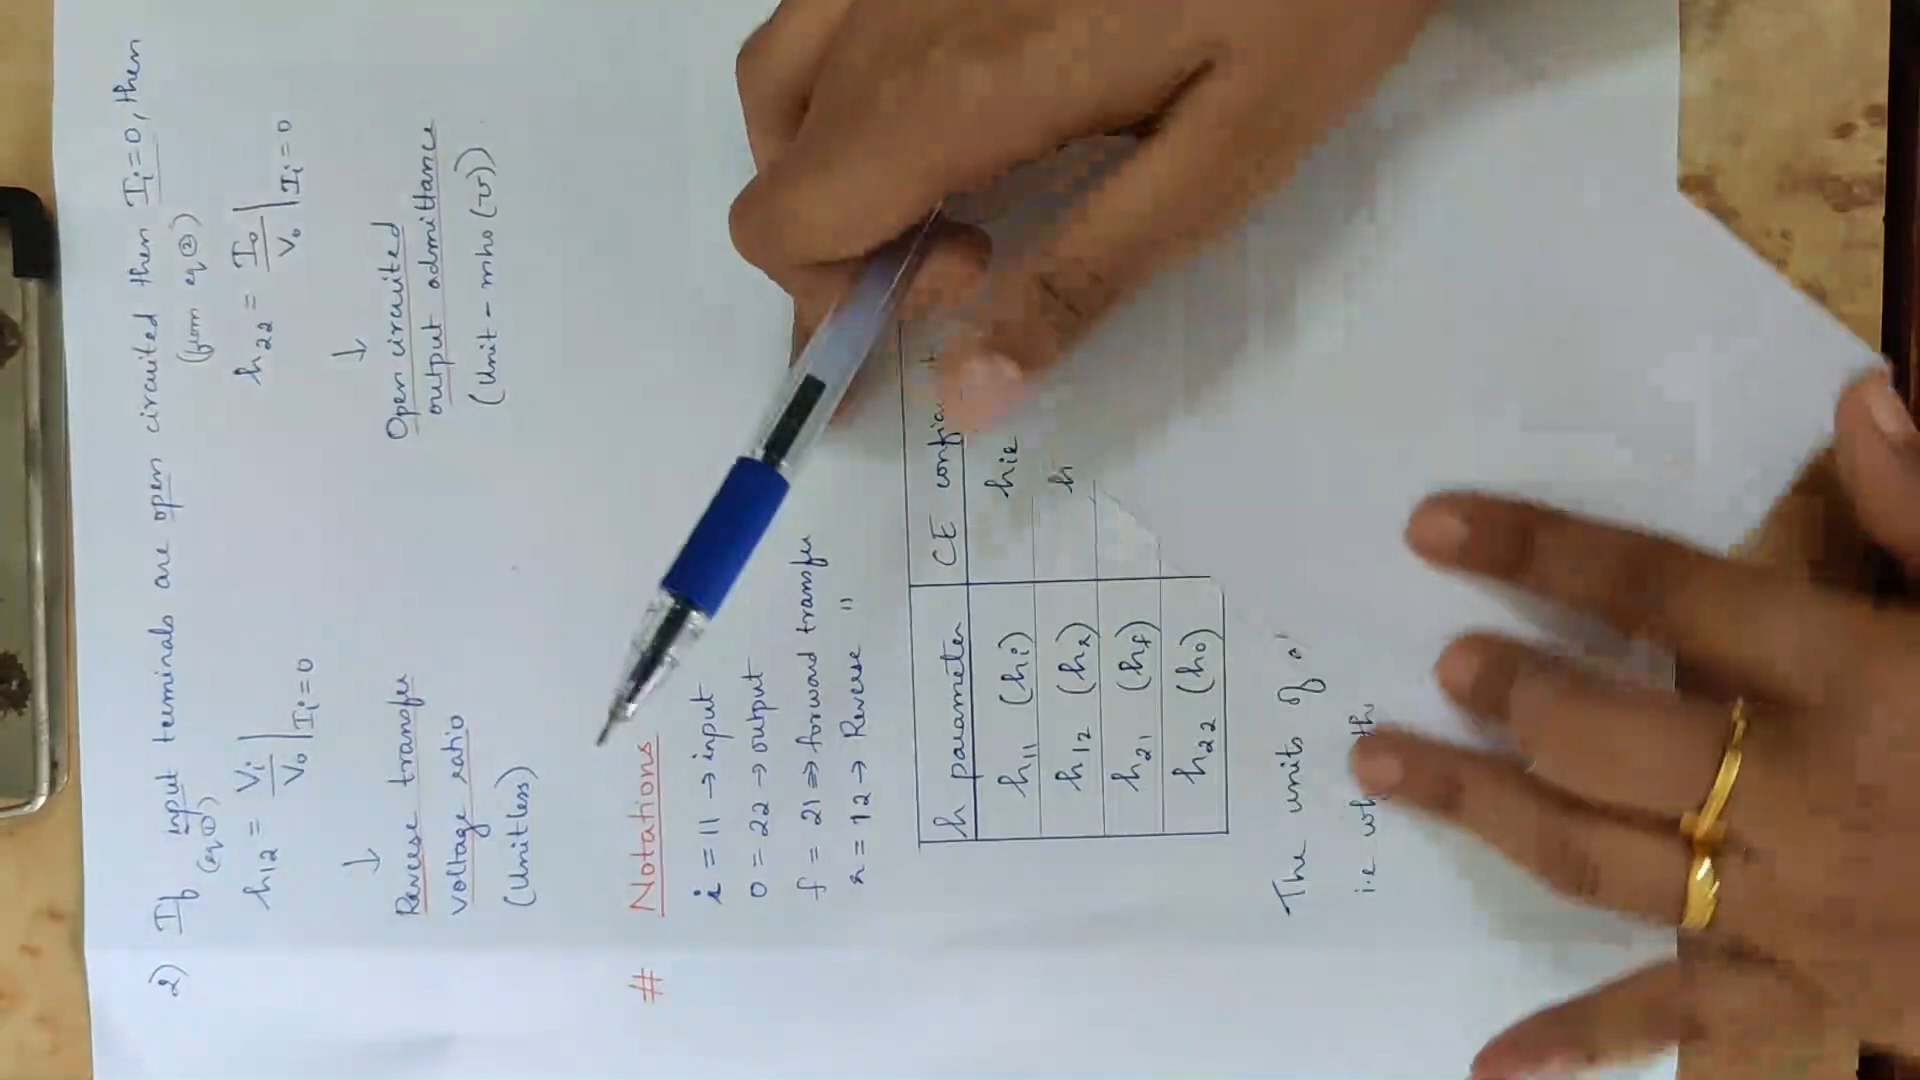 2) If input terminals are open circuited then Ii=0, then
(eq ①) (from eq ②)
h12 = Vi/Vo | Ii=0 h22 = Io/Vo | Ii=0
↓ ↓
Reverse transfer voltage ratio (Unitless)
Open circuited output admittance (Unit - mho (℧))
# Notations
i = 11 → input
o = 22 → output
f = 21 ⇒ forward transfer
r = 12 → Reverse "
h parameter CE
h11 (hi) hie
h12 (hr) h
h21 (hf)
h22 (ho)
The units of
i.e